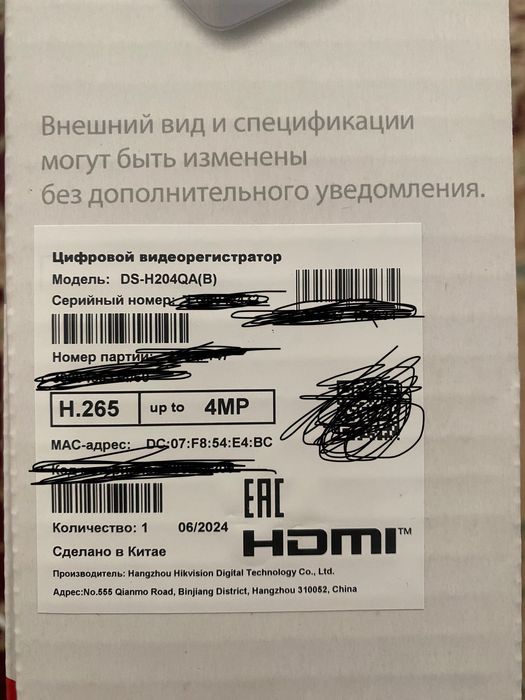 Внешний вид и спецификации
могут быть изменены
без дополнительного уведомления.
Цифровой видеорегистратор
Модель: DS-H204QA(B)
Серийный номер:
Номер партии:
H.265 up to 4MP
MAC-адрес: DC:07:F8:54:E4:BC
EAC
Количество: 1 06/2024
HDMI™
Сделано в Китае
Производитель: Hangzhou Hikvision Digital Technology Co., Ltd.
Адрес:No.555 Qianmo Road, Binjiang District, Hangzhou 310052, China